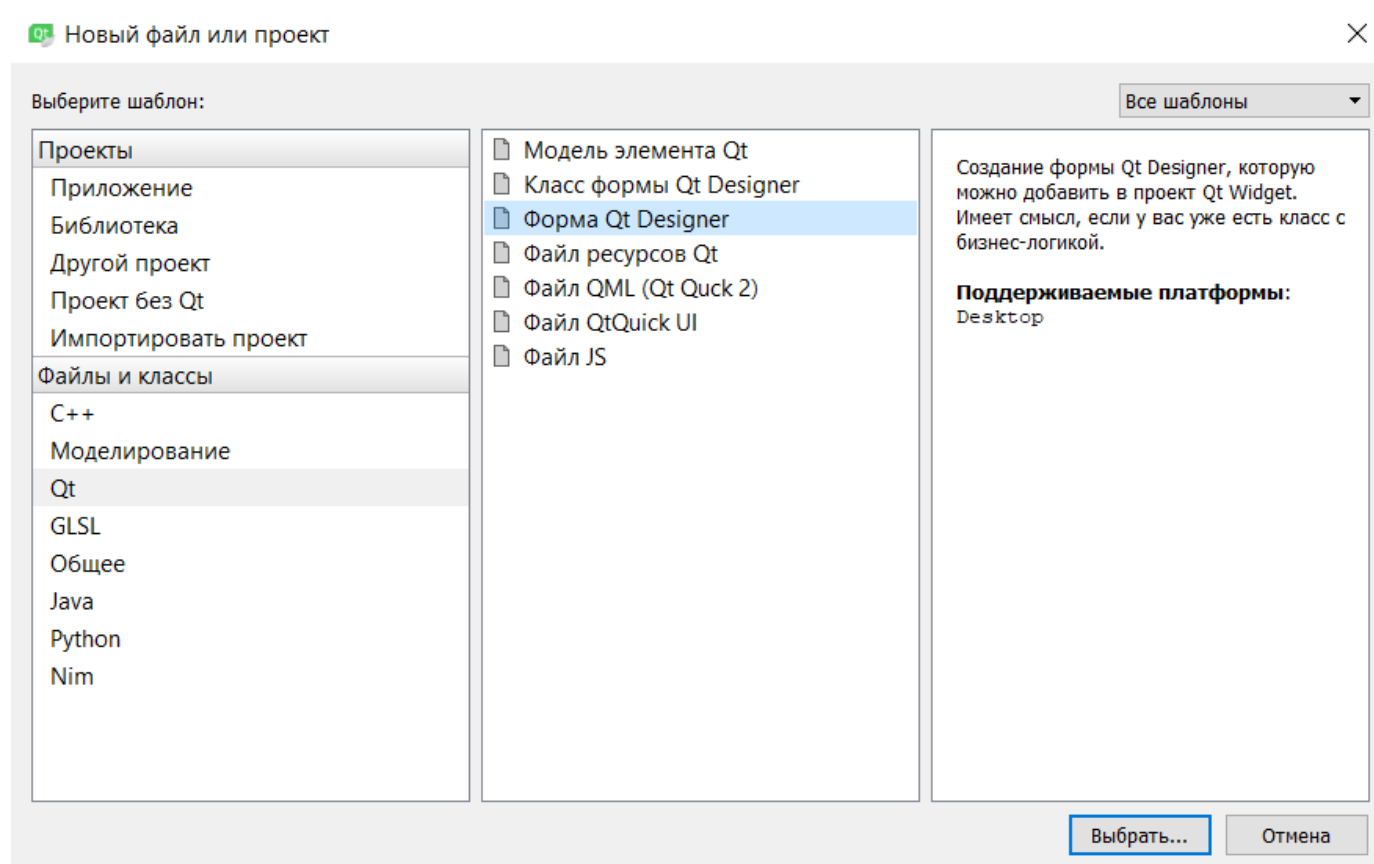 Qt Новый файл или проект
Выберите шаблон:
Все шаблоны
Проекты
Приложение
Библиотека
Другой проект
Проект без Qt
Импортировать проект
Файлы и классы
C++
Моделирование
Qt
GLSL
Общее
Java
Python
Nim
Модель элемента Qt
Класс формы Qt Designer
Форма Qt Designer
Файл ресурсов Qt
Файл QML (Qt Quck 2)
Файл QtQuick UI
Файл JS
Создание формы Qt Designer, которую
можно добавить в проект Qt Widget.
Имеет смысл, если у вас уже есть класс с
бизнес-логикой.
Поддерживаемые платформы:
Desktop
Выбрать...
Отмена